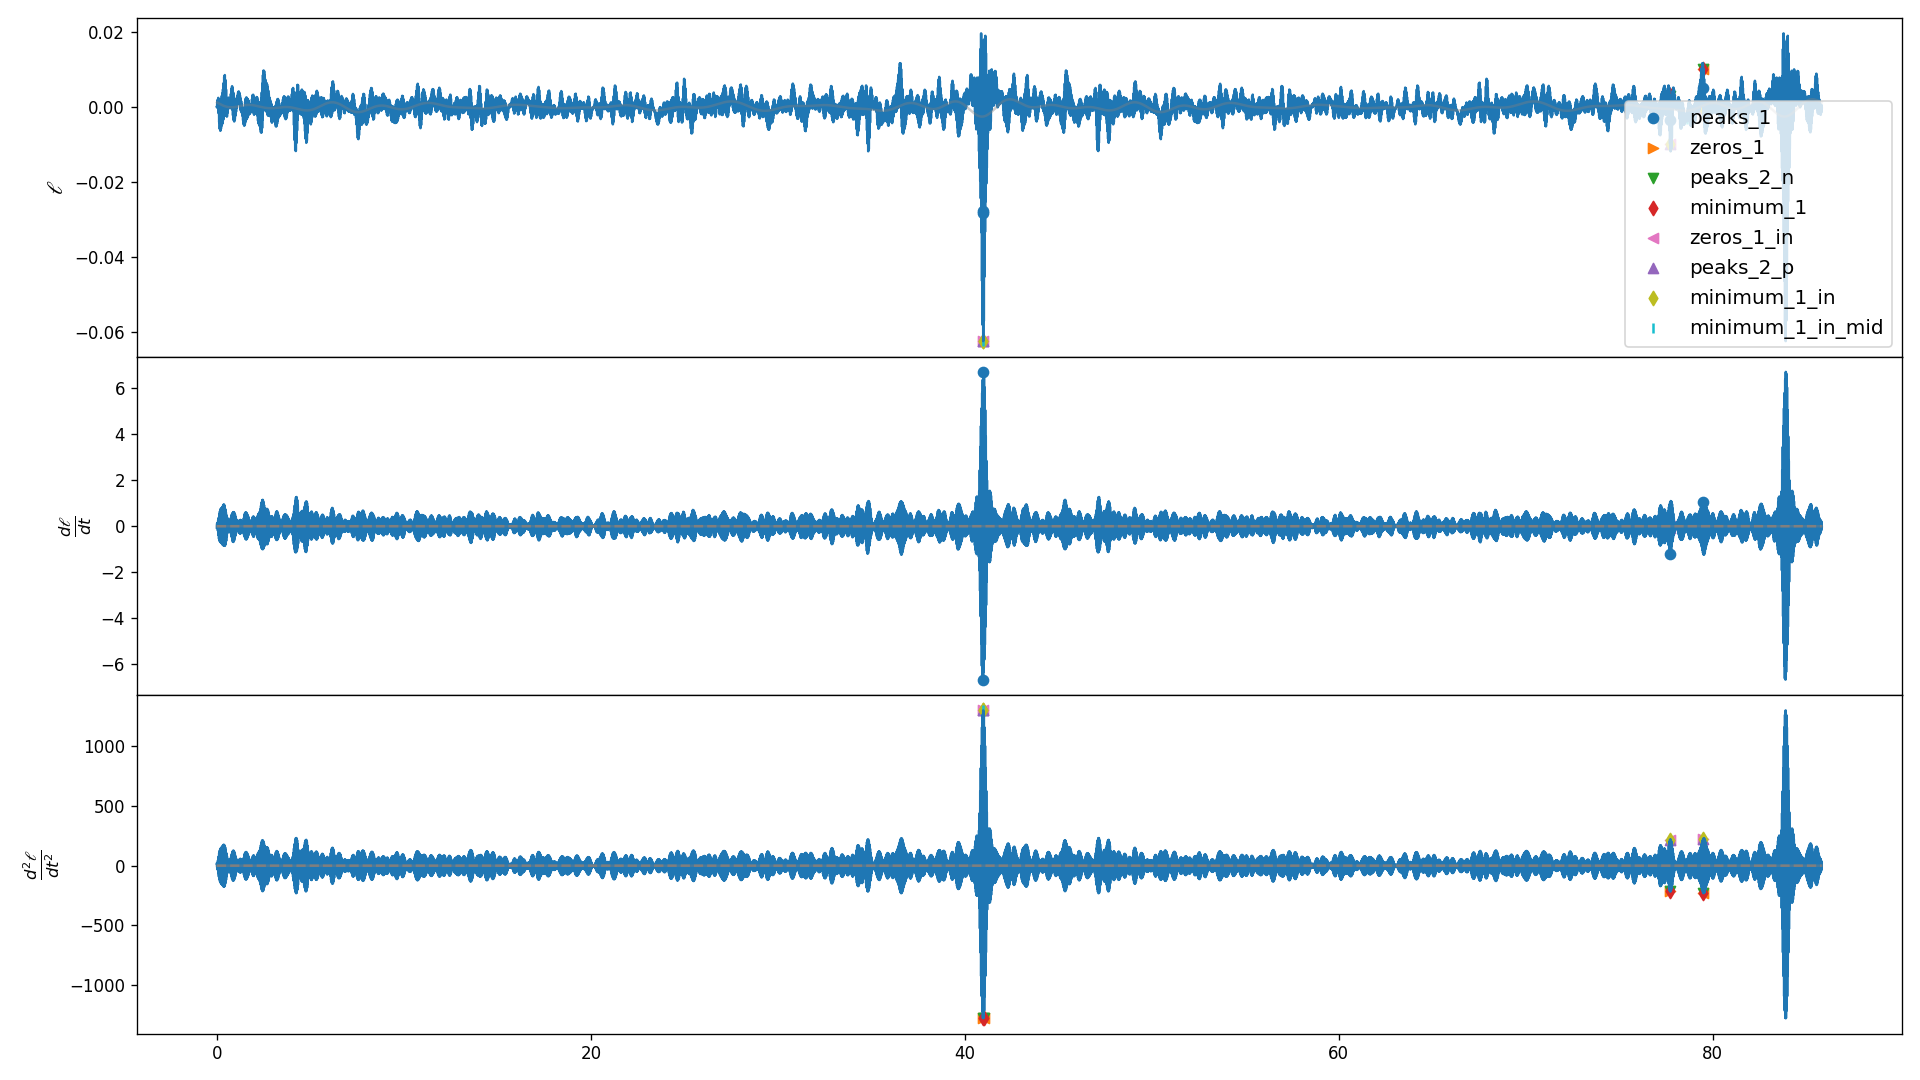 0.02
0.00
−0.02
−0.04
−0.06
ℓ
peaks_1
zeros_1
peaks_2_n
minimum_1
zeros_1_in
peaks_2_p
minimum_1_in
minimum_1_in_mid
6
4
2
0
−2
−4
−6
dℓ
dt
1000
500
0
−500
−1000
d²ℓ
dt²
0 20 40 60 80